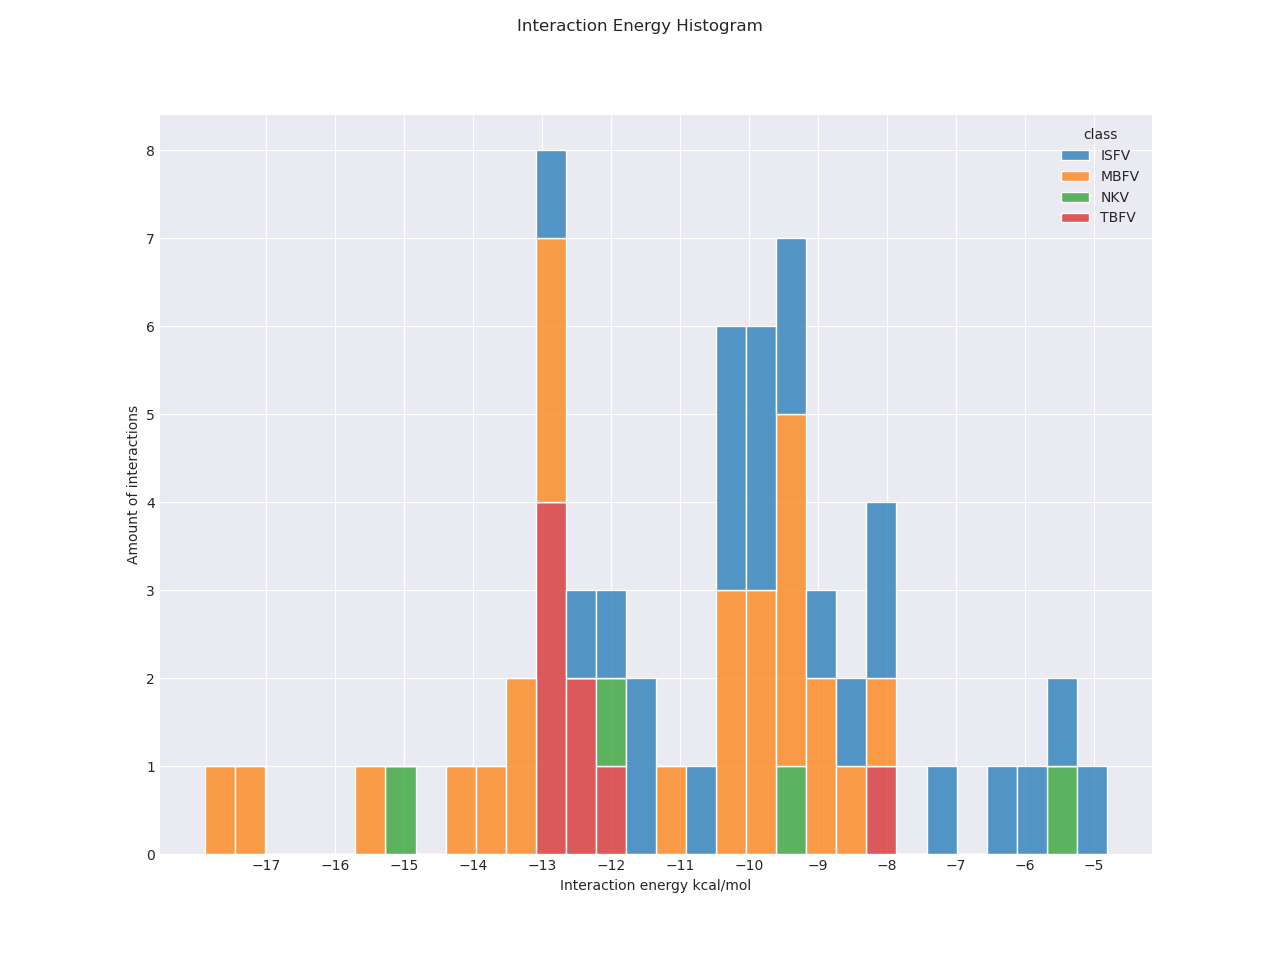 Interaction Energy Histogram
class
ISFV
MBFV
NKV
TBFV
Amount of interactions
8
7
6
5
4
3
2
1
0
−17 −16 −15 −14 −13 −12 −11 −10 −9 −8 −7 −6 −5
Interaction energy kcal/mol